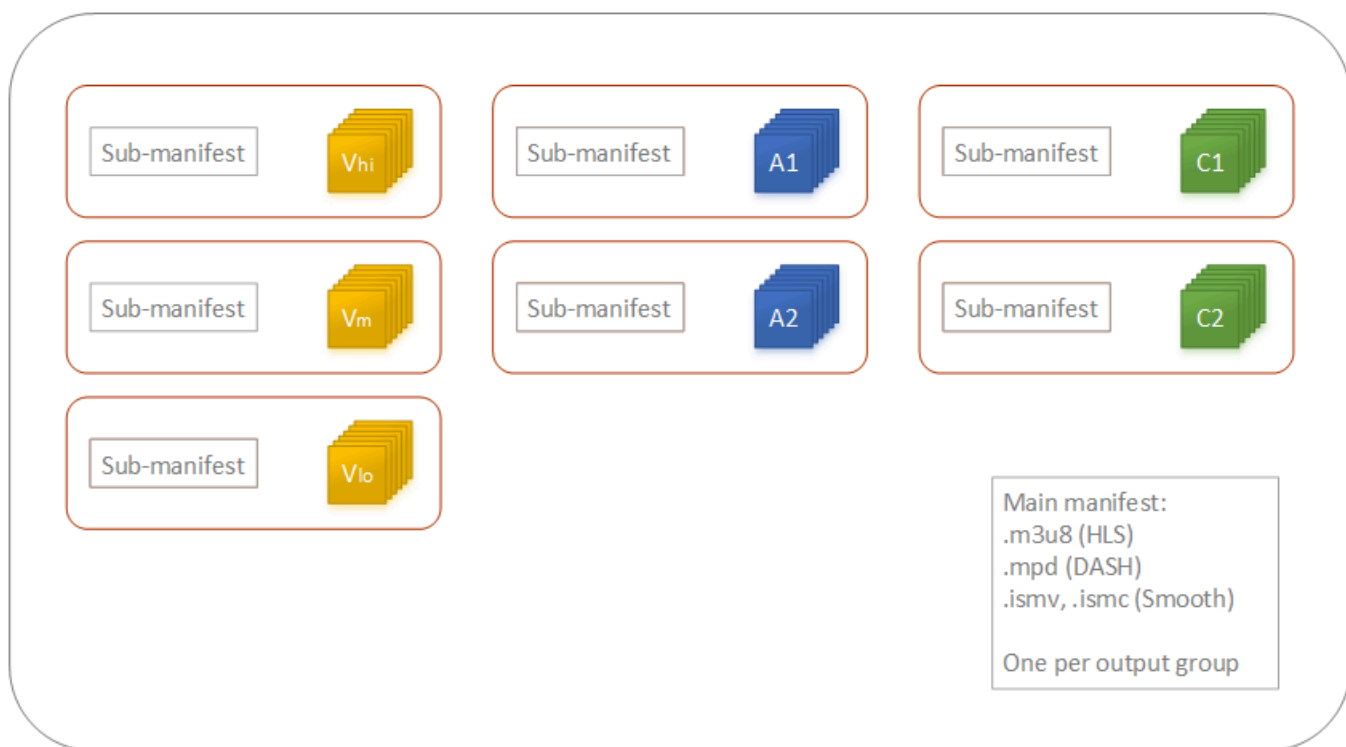 Sub-manifest
Vhi
Sub-manifest
A1
Sub-manifest
C1
Sub-manifest
Vm
Sub-manifest
A2
Sub-manifest
C2
Sub-manifest
Vlo
Main manifest:
.m3u8 (HLS)
.mpd (DASH)
.ismv, .ismc (Smooth)
One per output group